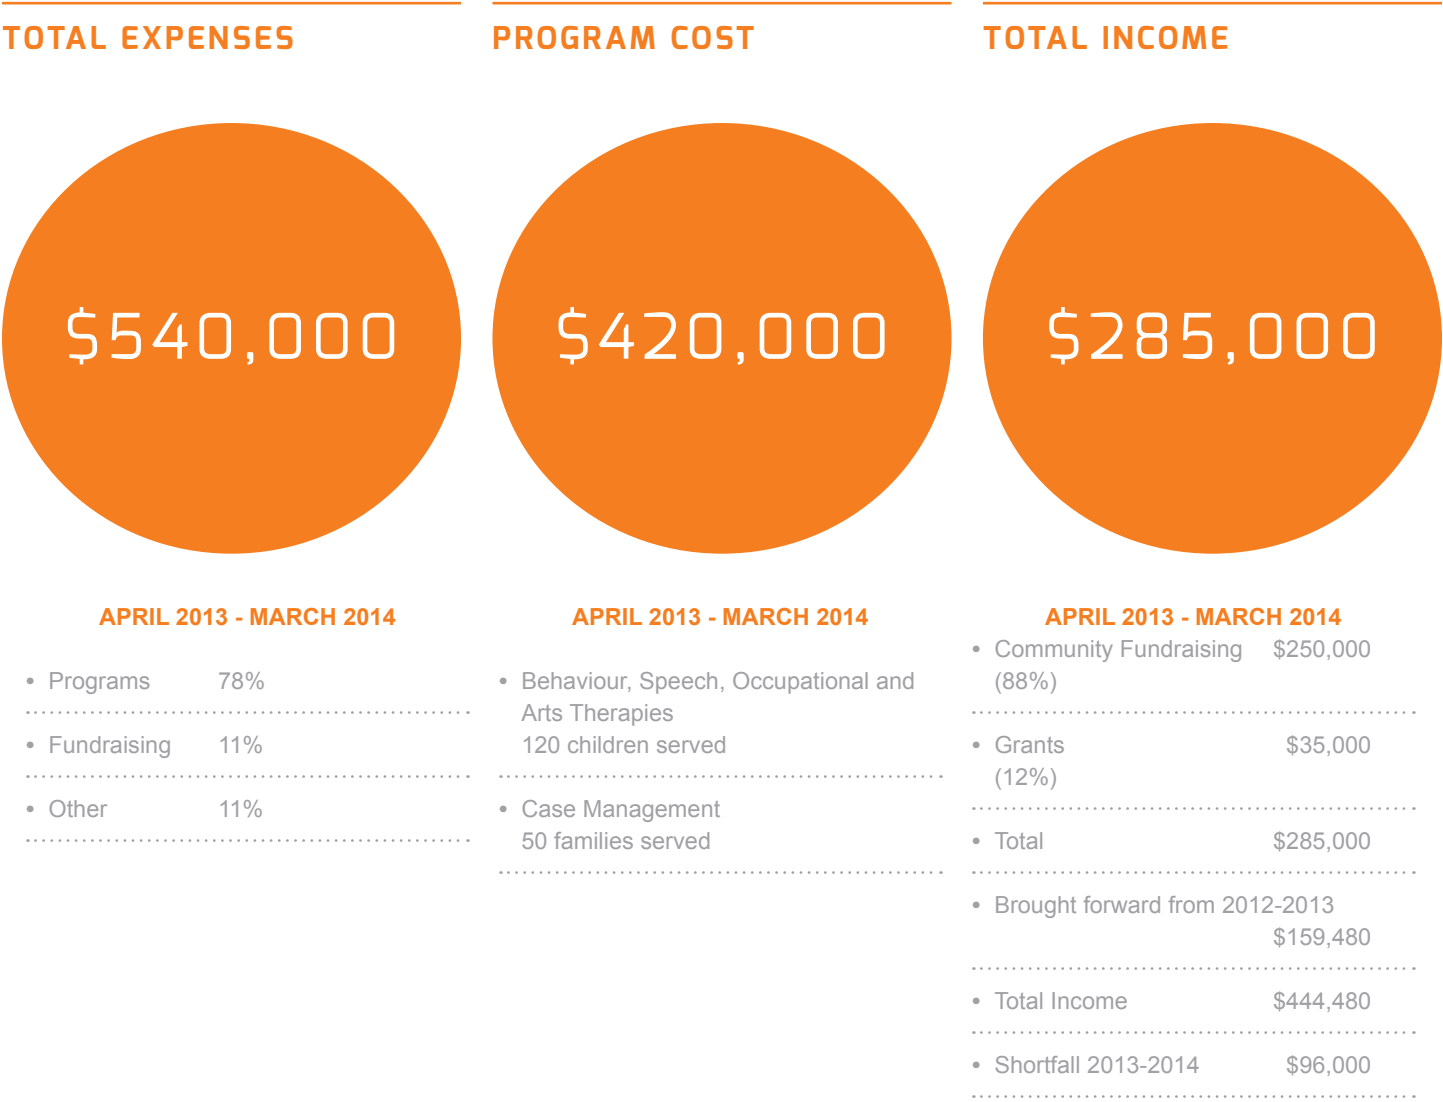 TOTAL EXPENSES
$540,000
APRIL 2013 - MARCH 2014
• Programs 78%
• Fundraising 11%
• Other 11%
PROGRAM COST
$420,000
APRIL 2013 - MARCH 2014
• Behaviour, Speech, Occupational and
Arts Therapies
120 children served
• Case Management
50 families served
TOTAL INCOME
$285,000
APRIL 2013 - MARCH 2014
• Community Fundraising $250,000
(88%)
• Grants $35,000
(12%)
• Total $285,000
• Brought forward from 2012-2013
$159,480
• Total Income $444,480
• Shortfall 2013-2014 $96,000